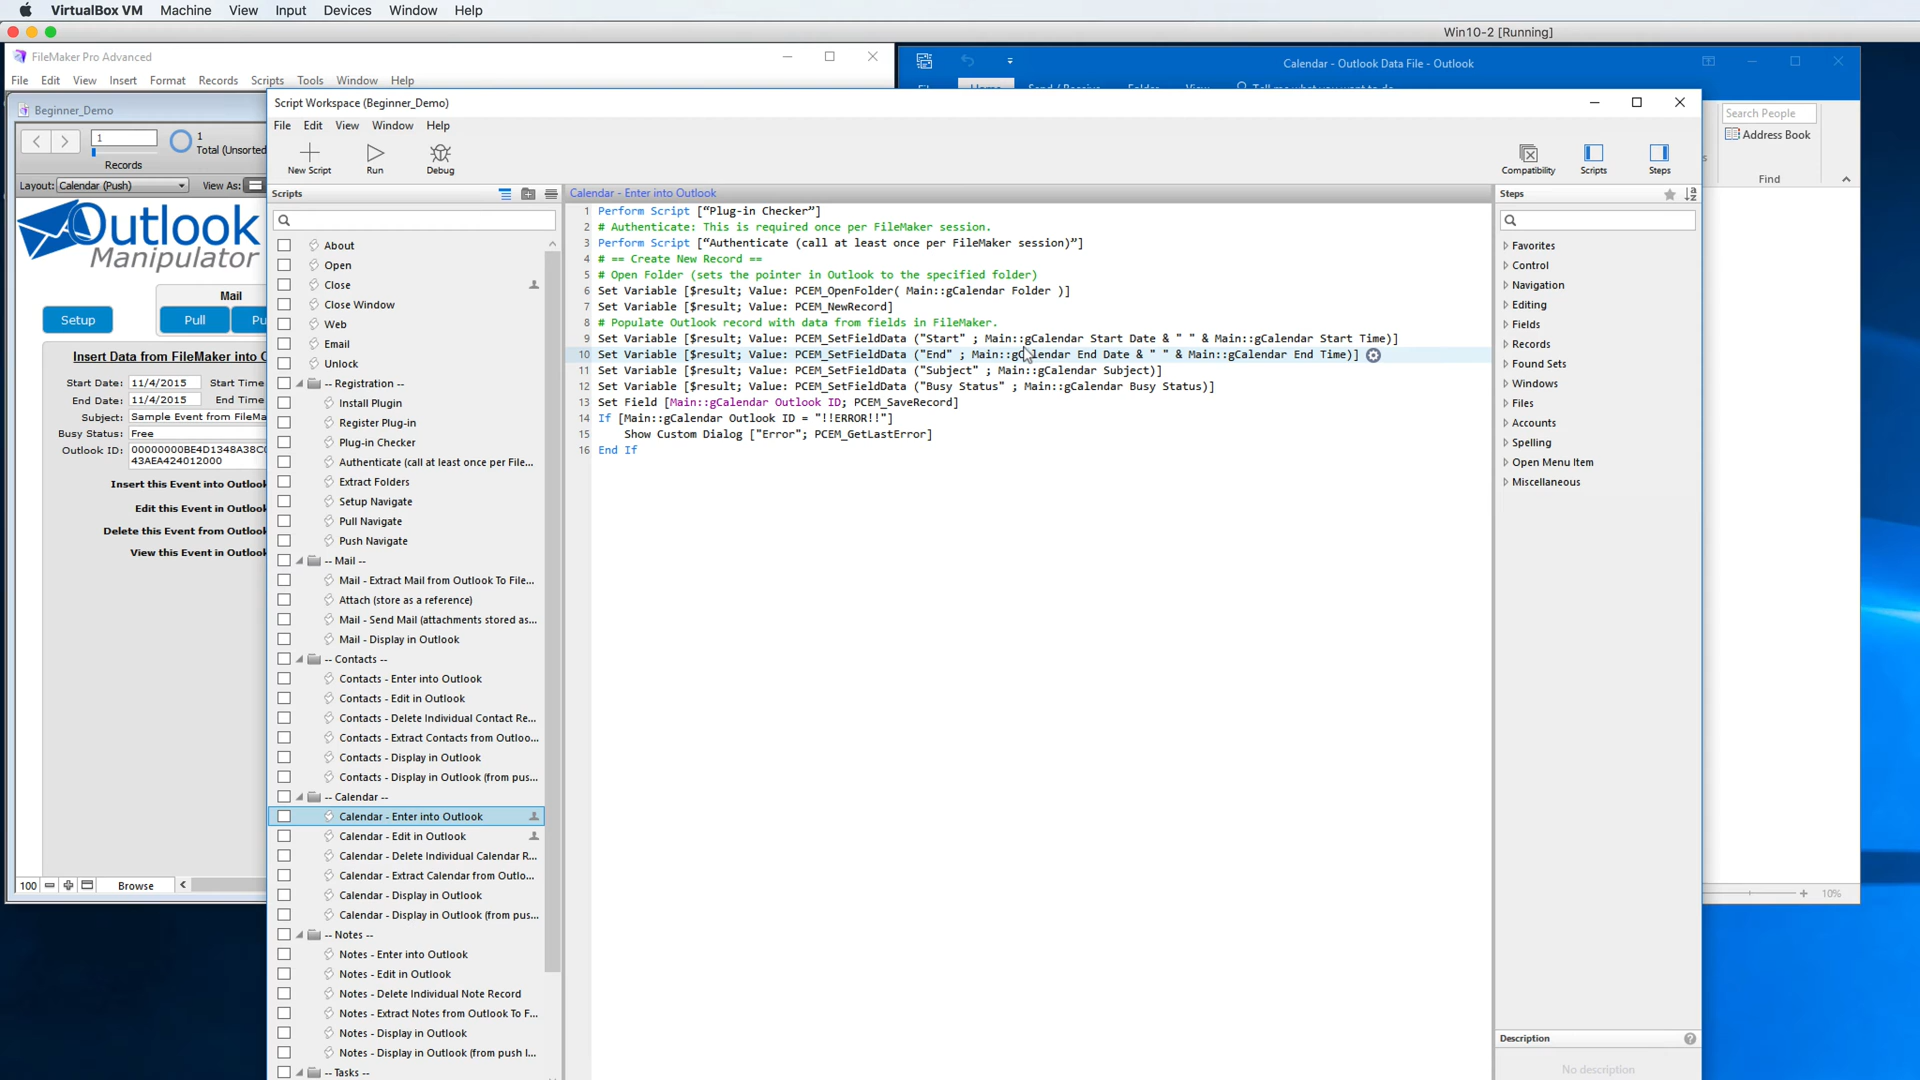 VirtualBox VM Machine View Input Devices Window Help
Win10-2 [Running]
FileMaker Pro Advanced
File Edit View Insert Format Records Scripts Tools Window Help
Calendar - Outlook Data File - Outlook
Beginner_Demo
1
1
Total (Unsorted
Records
Layout: Calendar (Push) View As:
Outlook
Manipulator
Mail
Setup Pull Pu
Insert Data from FileMaker into O
Start Date: 11/4/2015 Start Time
End Date: 11/4/2015 End Time
Subject: Sample Event from FileMa
Busy Status: Free
Outlook ID: 00000000BE4D1348A38C0
43AEA424012000
Insert this Event into Outlook
Edit this Event in Outlook
Delete this Event from Outlook
View this Event in Outlook
100 Browse
Script Workspace (Beginner_Demo)
File Edit View Window Help
New Script Run Debug
Compatibility Scripts Steps
Scripts
About
Open
Close
Close Window
Web
Email
Unlock
-- Registration --
Install Plugin
Register Plug-in
Plug-in Checker
Authenticate (call at least once per File...
Extract Folders
Setup Navigate
Pull Navigate
Push Navigate
-- Mail --
Mail - Extract Mail from Outlook To File...
Attach (store as a reference)
Mail - Send Mail (attachments stored as...
Mail - Display in Outlook
-- Contacts --
Contacts - Enter into Outlook
Contacts - Edit in Outlook
Contacts - Delete Individual Contact Re...
Contacts - Extract Contacts from Outloo...
Contacts - Display in Outlook
Contacts - Display in Outlook (from pus...
-- Calendar --
Calendar - Enter into Outlook
Calendar - Edit in Outlook
Calendar - Delete Individual Calendar R...
Calendar - Extract Calendar from Outlo...
Calendar - Display in Outlook
Calendar - Display in Outlook (from pus...
-- Notes --
Notes - Enter into Outlook
Notes - Edit in Outlook
Notes - Delete Individual Note Record
Notes - Extract Notes from Outlook To F...
Notes - Display in Outlook
Notes - Display in Outlook (from push l...
-- Tasks --
Calendar - Enter into Outlook
1 Perform Script [“Plug-in Checker”]
2 # Authenticate: This is required once per FileMaker session.
3 Perform Script [“Authenticate (call at least once per FileMaker session)”]
4 # == Create New Record ==
5 # Open Folder (sets the pointer in Outlook to the specified folder)
6 Set Variable [$result; Value: PCEM_OpenFolder( Main::gCalendar Folder )]
7 Set Variable [$result; Value: PCEM_NewRecord]
8 # Populate Outlook record with data from fields in FileMaker.
9 Set Variable [$result; Value: PCEM_SetFieldData ("Start" ; Main::gCalendar Start Date & " " & Main::gCalendar Start Time)]
10 Set Variable [$result; Value: PCEM_SetFieldData ("End" ; Main::gCalendar End Date & " " & Main::gCalendar End Time)]
11 Set Variable [$result; Value: PCEM_SetFieldData ("Subject" ; Main::gCalendar Subject)]
12 Set Variable [$result; Value: PCEM_SetFieldData ("Busy Status" ; Main::gCalendar Busy Status)]
13 Set Field [Main::gCalendar Outlook ID; PCEM_SaveRecord]
14 If [Main::gCalendar Outlook ID = "!!ERROR!!"]
15 Show Custom Dialog ["Error"; PCEM_GetLastError]
16 End If
Steps
Favorites
Control
Navigation
Editing
Fields
Records
Found Sets
Windows
Files
Accounts
Spelling
Open Menu Item
Miscellaneous
Description
No description
Search People
Address Book
Find
10%